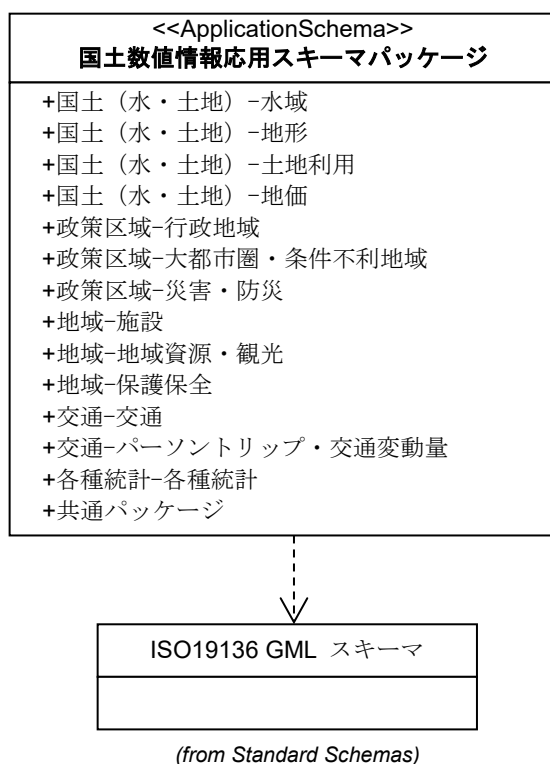 <<ApplicationSchema>>
国土数値情報応用スキーマパッケージ
+国土（水・土地）-水域
+国土（水・土地）-地形
+国土（水・土地）-土地利用
+国土（水・土地）-地価
+政策区域-行政地域
+政策区域-大都市圏・条件不利地域
+政策区域-災害・防災
+地域-施設
+地域-地域資源・観光
+地域-保護保全
+交通-交通
+交通-パーソントリップ・交通変動量
+各種統計-各種統計
+共通パッケージ
ISO19136 GML スキーマ
(from Standard Schemas)